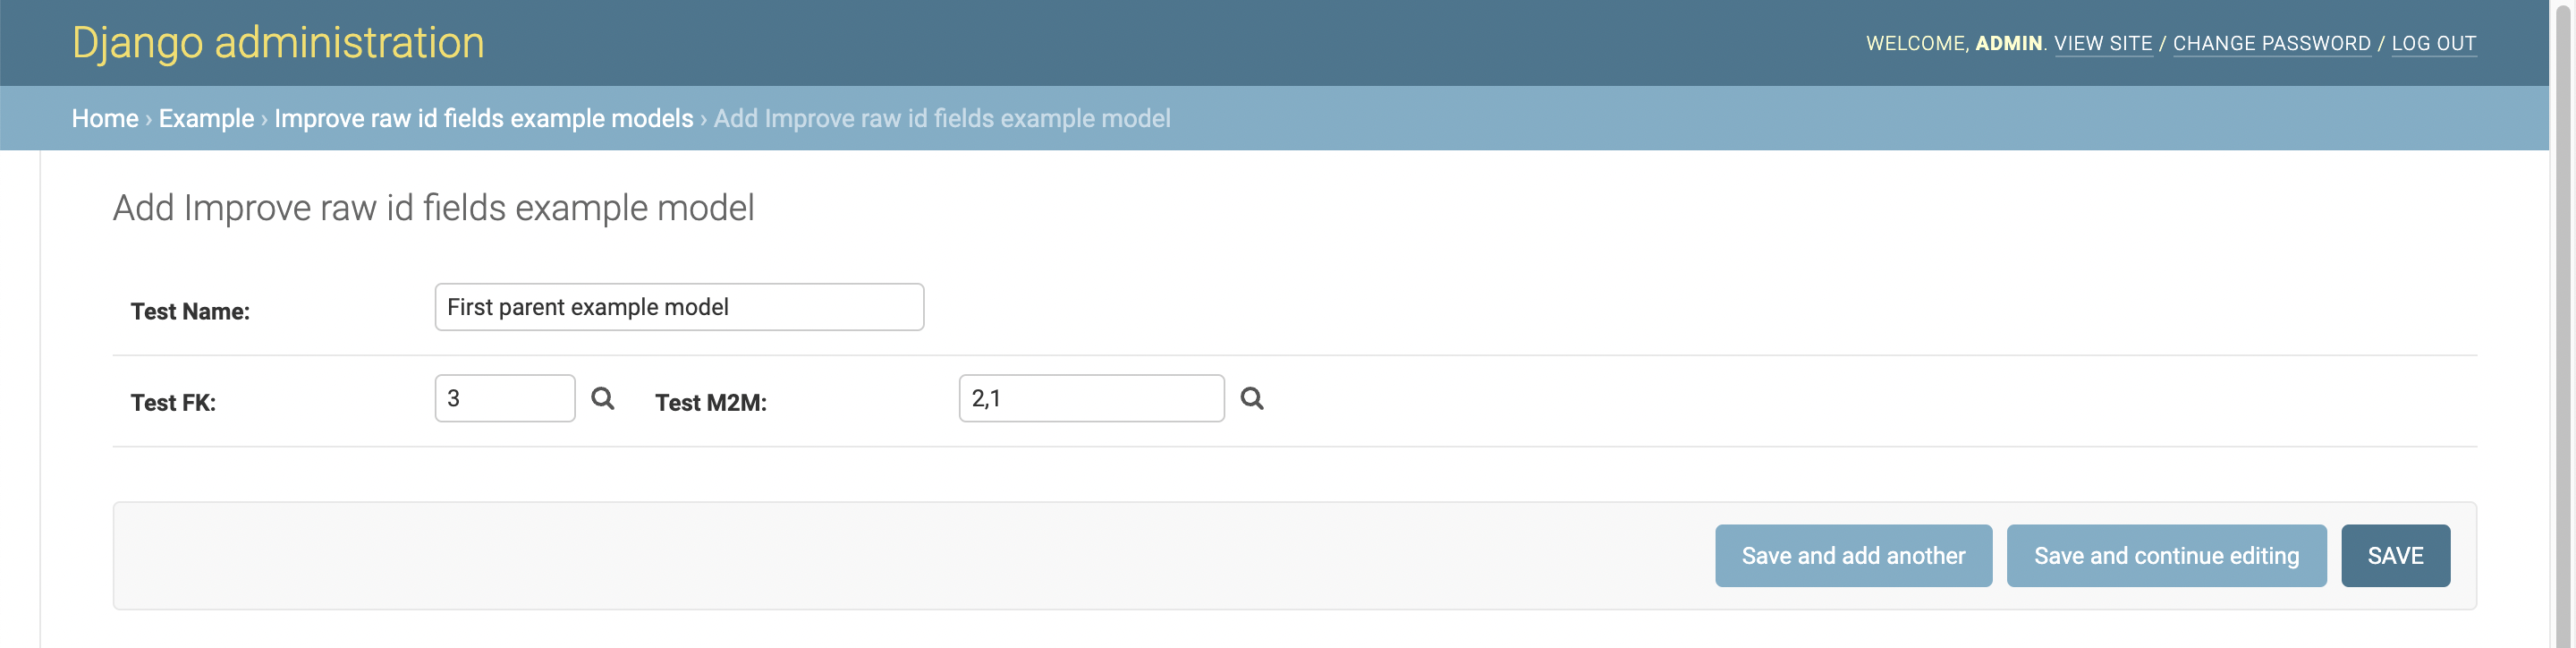 Django administration
WELCOME, ADMIN. VIEW SITE / CHANGE PASSWORD / LOG OUT
Home › Example › Improve raw id fields example models › Add Improve raw id fields example model
Add Improve raw id fields example model
Test Name: First parent example model
Test FK: 3 Test M2M: 2,1
Save and add another Save and continue editing SAVE